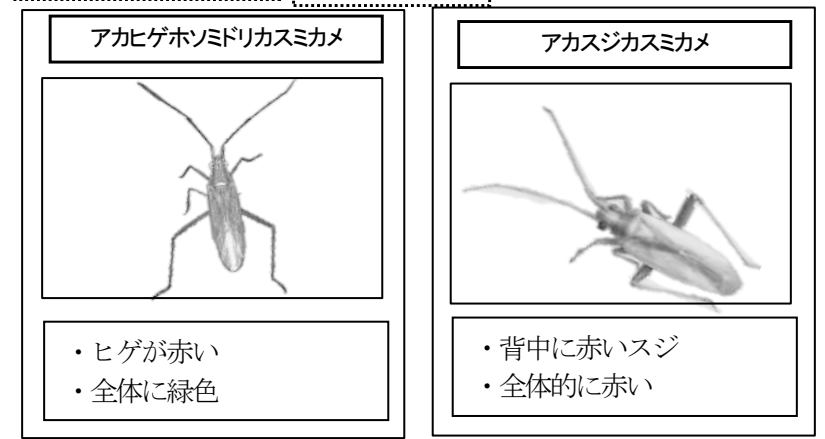 アカヒゲホソミドリカスミカメ
・ヒゲが赤い
・全体に緑色
アカスジカスミカメ
・背中に赤いスジ
・全体的に赤い